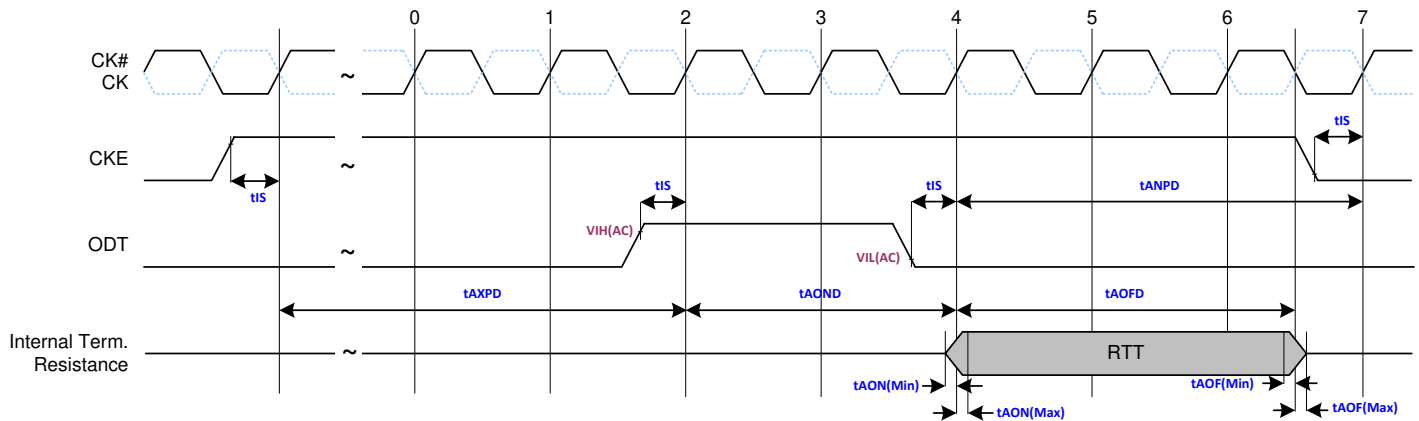 0 1 2 3 4 5 6 7
CK#
CK
~
tIS
CKE
~
tIS
tIS
tIS
tANPD
VIH(AC)
ODT
VIL(AC)
~
tAXPD
tAOND
tAOFD
Internal Term.
Resistance
~
RTT
tAON(Min)
tAOF(Min)
tAON(Max)
tAOF(Max)